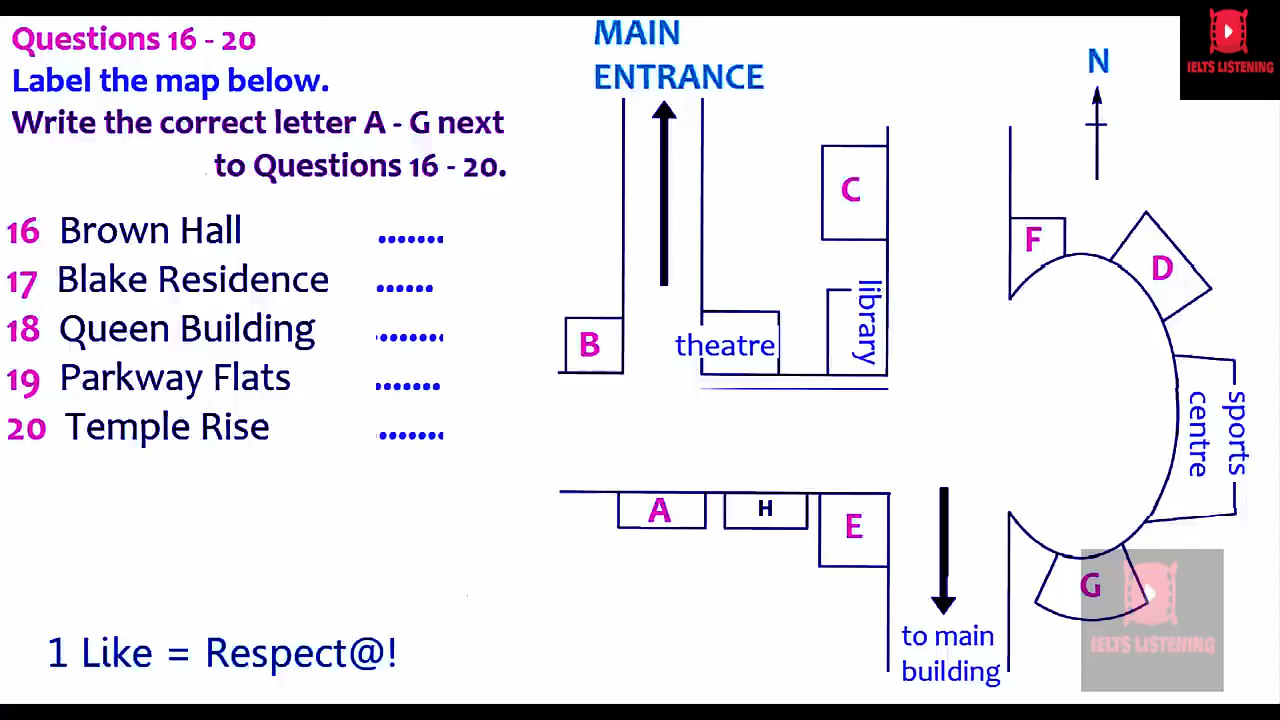 Questions 16 - 20
Label the map below.
Write the correct letter A - G next
to Questions 16 - 20.
16 Brown Hall .......
17 Blake Residence ......
18 Queen Building .......
19 Parkway Flats .......
20 Temple Rise .......
1 Like = Respect@!
MAIN
ENTRANCE
N
IELTS LISTENING
C
F
D
B
theatre
library
sports
centre
A
H
E
G
to main
building
IELTS LISTENING